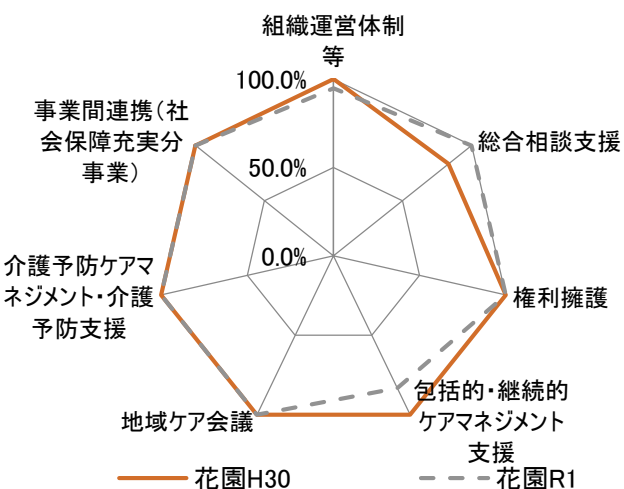 組織運営体制
等
100.0%
事業間連携（社
会保障充実分
事業）
総合相談支援
50.0%
0.0%
介護予防ケアマ
ネジメント・介護
予防支援
権利擁護
地域ケア会議
包括的・継続的
ケアマネジメント
支援
花園H30
花園R1